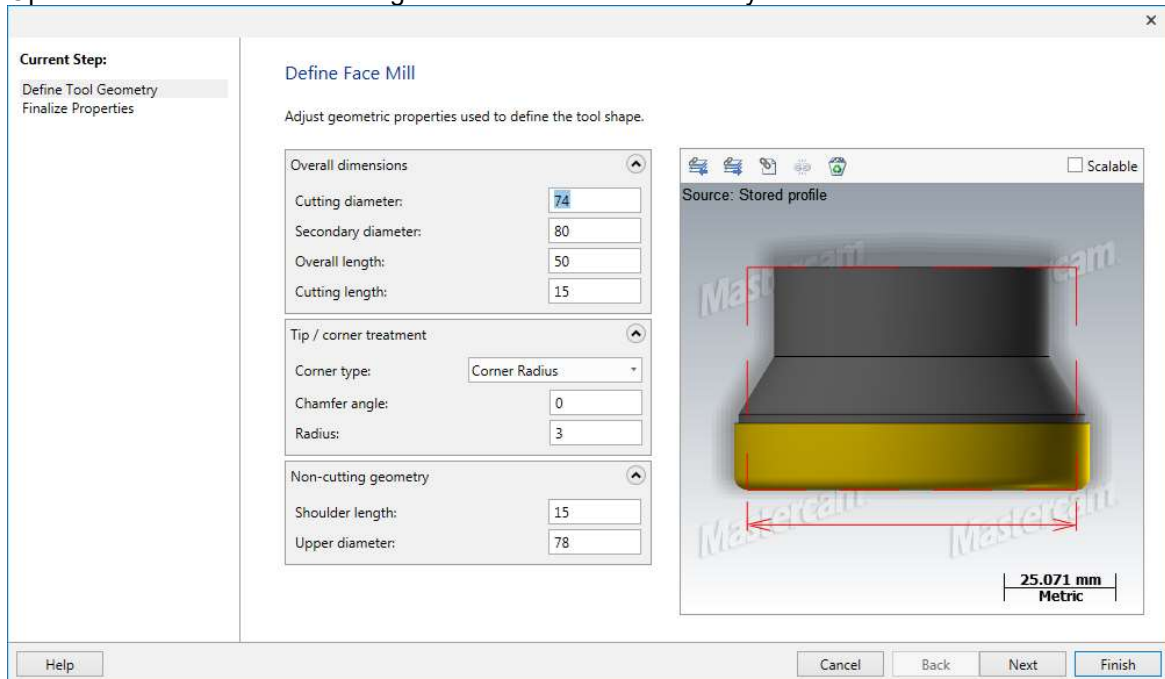 Current Step:
Define Tool Geometry
Finalize Properties
Define Face Mill
Adjust geometric properties used to define the tool shape.
Overall dimensions
Cutting diameter: 74
Secondary diameter: 80
Overall length: 50
Cutting length: 15
Tip / corner treatment
Corner type: Corner Radius
Chamfer angle: 0
Radius: 3
Non-cutting geometry
Shoulder length: 15
Upper diameter: 78
Scalable
Source: Stored profile
Mastercam
Mastercam
25.071 mm
Metric
Help Cancel Back Next Finish